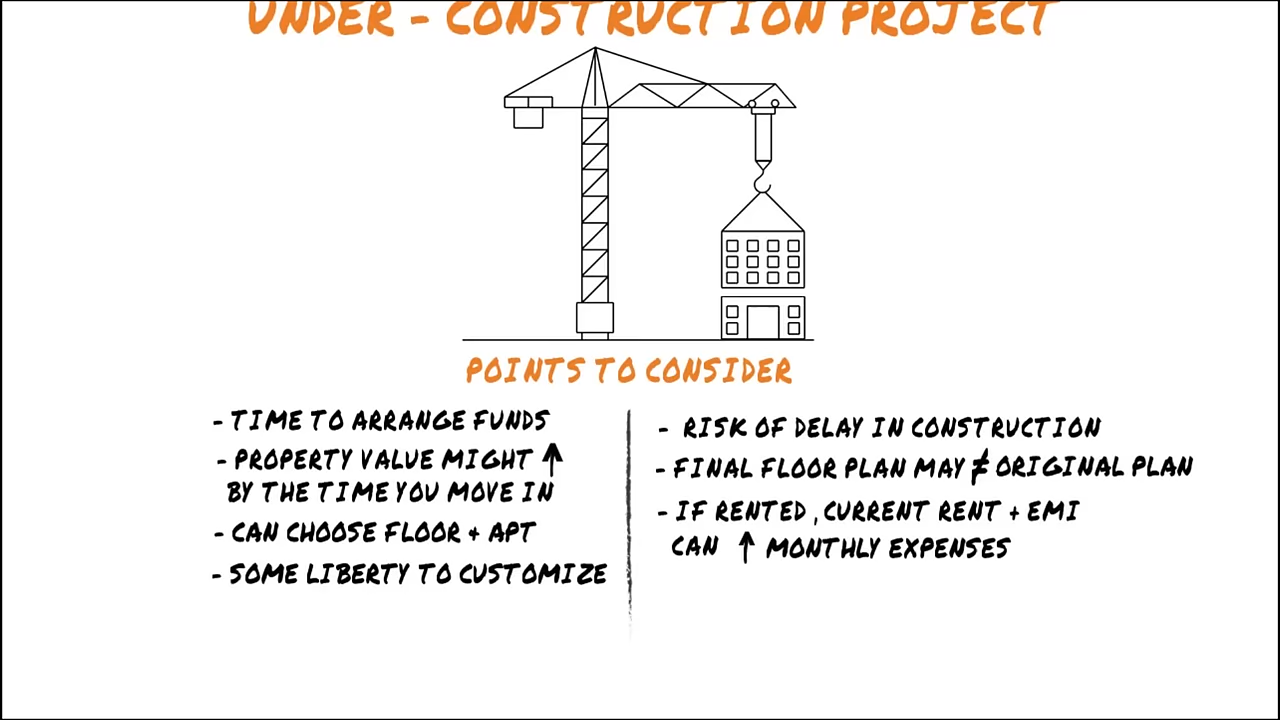 UNDER - CONSTRUCTION PROJECT
POINTS TO CONSIDER
- TIME TO ARRANGE FUNDS
- PROPERTY VALUE MIGHT ↑
BY THE TIME YOU MOVE IN
- CAN CHOOSE FLOOR + APT
- SOME LIBERTY TO CUSTOMIZE
- RISK OF DELAY IN CONSTRUCTION
- FINAL FLOOR PLAN MAY ≠ ORIGINAL PLAN
- IF RENTED, CURRENT RENT + EMI
CAN ↑ MONTHLY EXPENSES